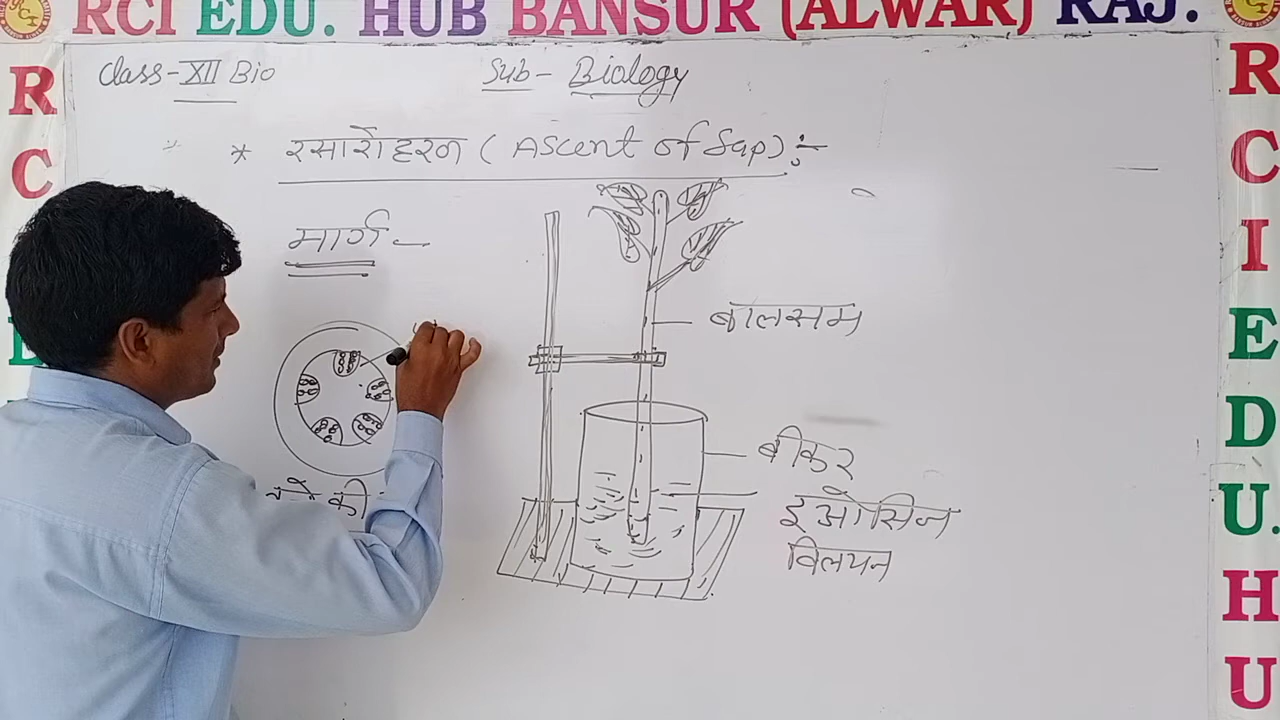 RCI EDU. HUB BANSUR (ALWAR) RAJ.
Class-XII Bio
Sub- Biology
* रसारोहरन (Ascent of Sap) :-
मार्ग -
बालसम
बीकर
इओसिन
विलयन
की
R
C
E
R
C
I
E
D
U.
H
U